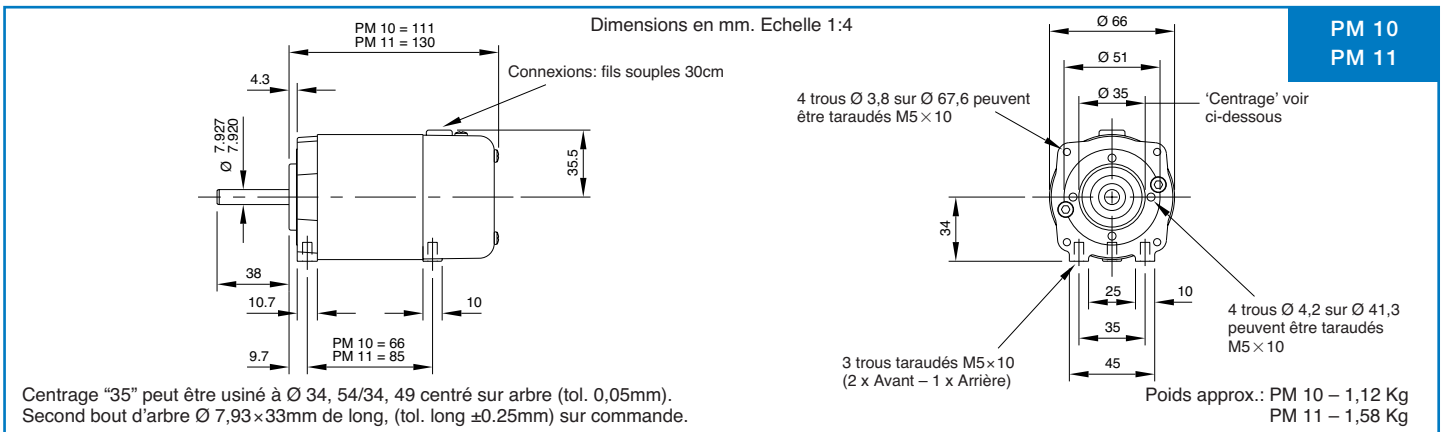 PM 10 = 111
PM 11 = 130
Dimensions en mm. Echelle 1:4
Ø 66
PM 10
PM 11
4.3
Connexions: fils souples 30cm
Ø 51
4 trous Ø 3,8 sur Ø 67,6 peuvent
être taraudés M5×10
Ø 35
‘Centrage’ voir
ci-dessous
Ø 7.927
7.920
35.5
34
38
10.7
10
25
10
4 trous Ø 4,2 sur Ø 41,3
peuvent être taraudés
M5×10
35
PM 10 = 66
PM 11 = 85
9.7
3 trous taraudés M5×10
(2 x Avant – 1 x Arrière)
45
Centrage “35” peut être usiné à Ø 34, 54/34, 49 centré sur arbre (tol. 0,05mm).
Second bout d’arbre Ø 7,93×33mm de long, (tol. long ±0.25mm) sur commande.
Poids approx.: PM 10 – 1,12 Kg
PM 11 – 1,58 Kg